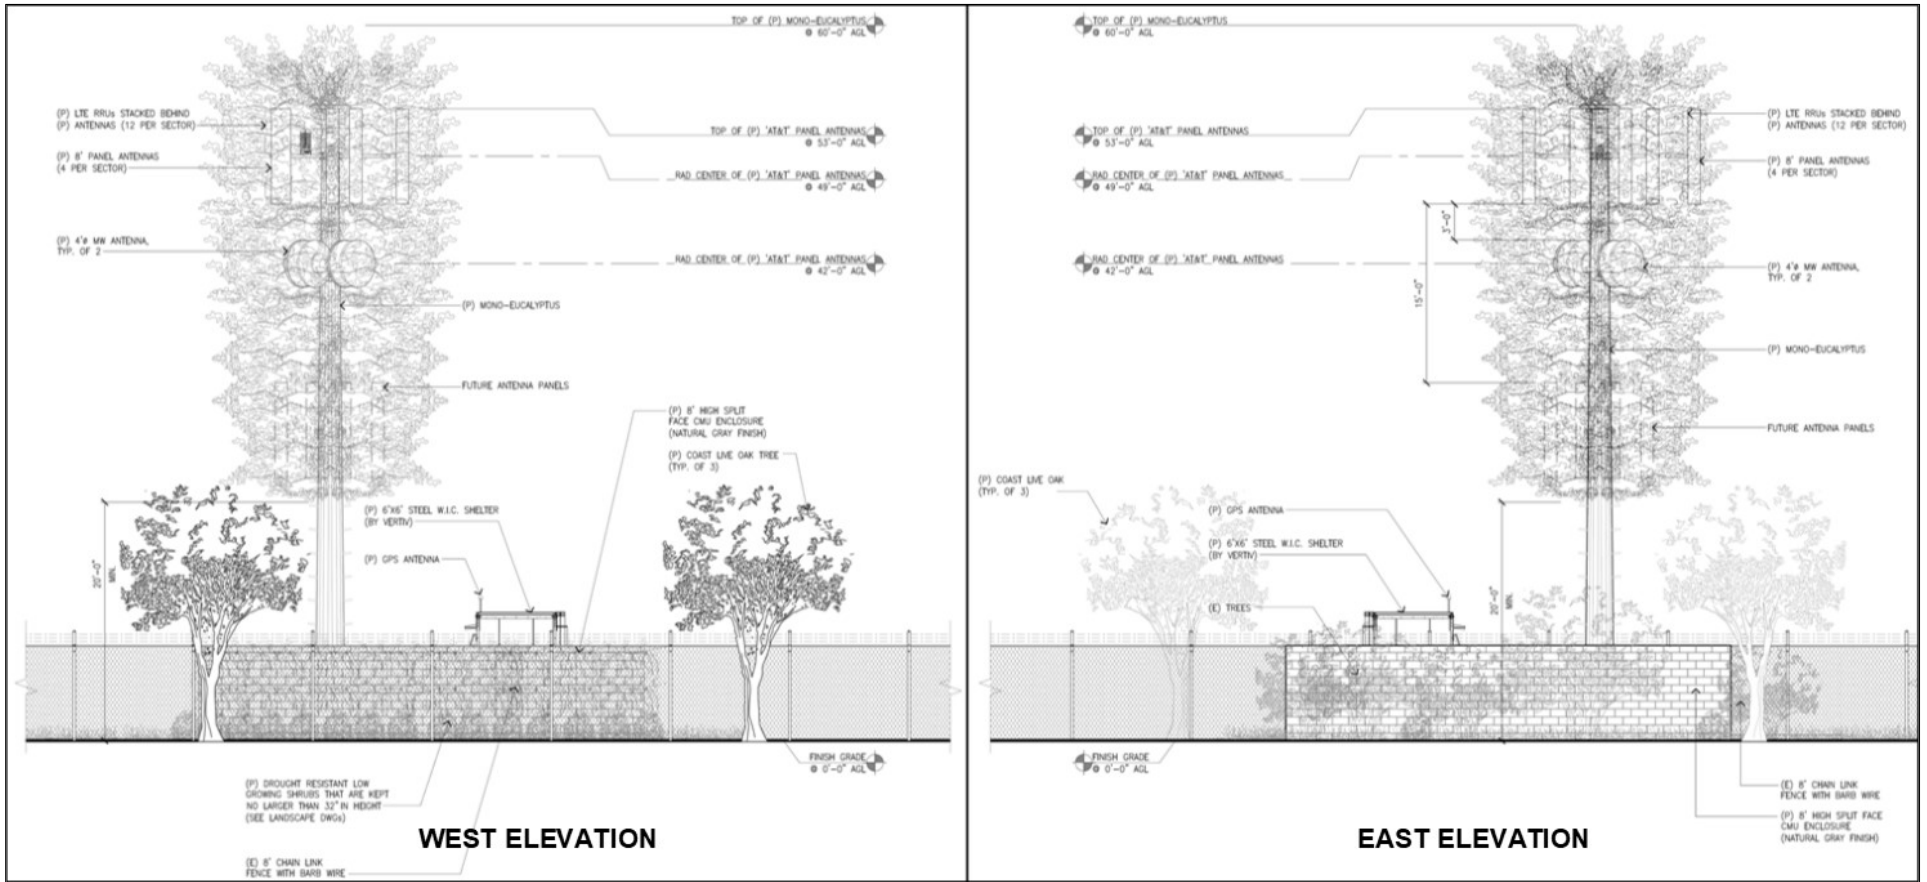 TOP OF (P) MONO-EUCALYPTUS
@ 60'-0" AGL
(P) LTE RRUs STACKED BEHIND
(P) ANTENNAS (12 PER SECTOR)
TOP OF (P) 'AT&T' PANEL ANTENNAS
@ 53'-0" AGL
(P) 8' PANEL ANTENNAS
(4 PER SECTOR)
RAD CENTER OF (P) 'AT&T' PANEL ANTENNAS
@ 49'-0" AGL
(P) 4'ø MW ANTENNA,
TYP. OF 2
RAD CENTER OF (P) 'AT&T' PANEL ANTENNAS
@ 42'-0" AGL
(P) MONO-EUCALYPTUS
FUTURE ANTENNA PANELS
(P) 8' HIGH SPLIT
FACE CMU ENCLOSURE
(NATURAL GRAY FINISH)
(P) COAST LIVE OAK TREE
(TYP. OF 3)
(P) 6'X6' STEEL W.I.C. SHELTER
(BY VERTIV)
(P) GPS ANTENNA
20'-0"
MIN.
FINISH GRADE
@ 0'-0" AGL
(P) DROUGHT RESISTANT LOW
GROWING SHRUBS THAT ARE KEPT
NO LARGER THAN 32" IN HEIGHT
(SEE LANDSCAPE DWGs)
(E) 8' CHAIN LINK
FENCE WITH BARB WIRE
WEST ELEVATION
TOP OF (P) MONO-EUCALYPTUS
@ 60'-0" AGL
TOP OF (P) 'AT&T' PANEL ANTENNAS
@ 53'-0" AGL
(P) LTE RRUs STACKED BEHIND
(P) ANTENNAS (12 PER SECTOR)
RAD CENTER OF (P) 'AT&T' PANEL ANTENNAS
@ 49'-0" AGL
(P) 8' PANEL ANTENNAS
(4 PER SECTOR)
3'-0"
15'-0"
RAD CENTER OF (P) 'AT&T' PANEL ANTENNAS
@ 42'-0" AGL
(P) 4'ø MW ANTENNA,
TYP. OF 2
(P) MONO-EUCALYPTUS
FUTURE ANTENNA PANELS
(P) COAST LIVE OAK
(TYP. OF 3)
(P) GPS ANTENNA
(P) 6'X6' STEEL W.I.C. SHELTER
(BY VERTIV)
(E) TREES
20'-0"
MIN.
FINISH GRADE
@ 0'-0" AGL
(E) 8' CHAIN LINK
FENCE WITH BARB WIRE
(P) 8' HIGH SPLIT FACE
CMU ENCLOSURE
(NATURAL GRAY FINISH)
EAST ELEVATION